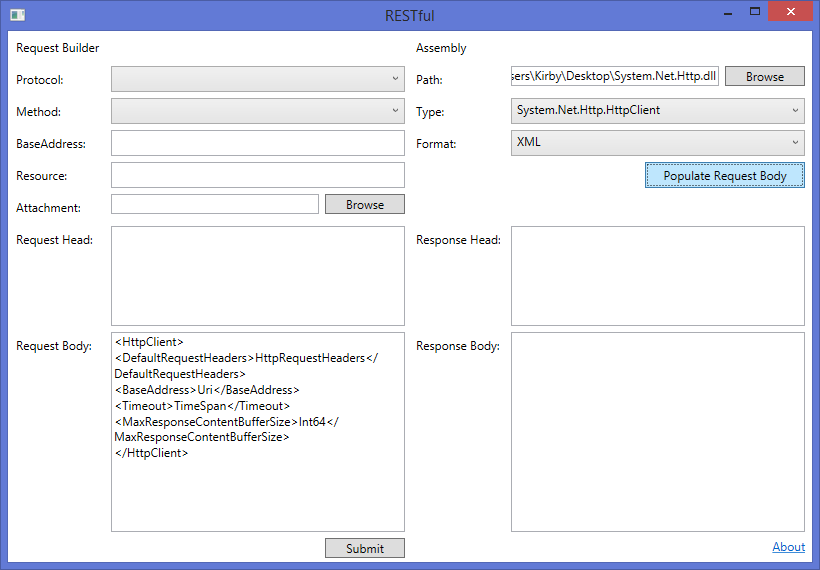 RESTful
Request Builder
Protocol:
Method:
BaseAddress:
Resource:
Attachment:
Browse
Request Head:
Request Body:
<HttpClient>
<DefaultRequestHeaders>HttpRequestHeaders</
DefaultRequestHeaders>
<BaseAddress>Uri</BaseAddress>
<Timeout>TimeSpan</Timeout>
<MaxResponseContentBufferSize>Int64</
MaxResponseContentBufferSize>
</HttpClient>
Submit
Assembly
Path:
sers\Kirby\Desktop\System.Net.Http.dll
Browse
Type:
System.Net.Http.HttpClient
Format:
XML
Populate Request Body
Response Head:
Response Body:
About